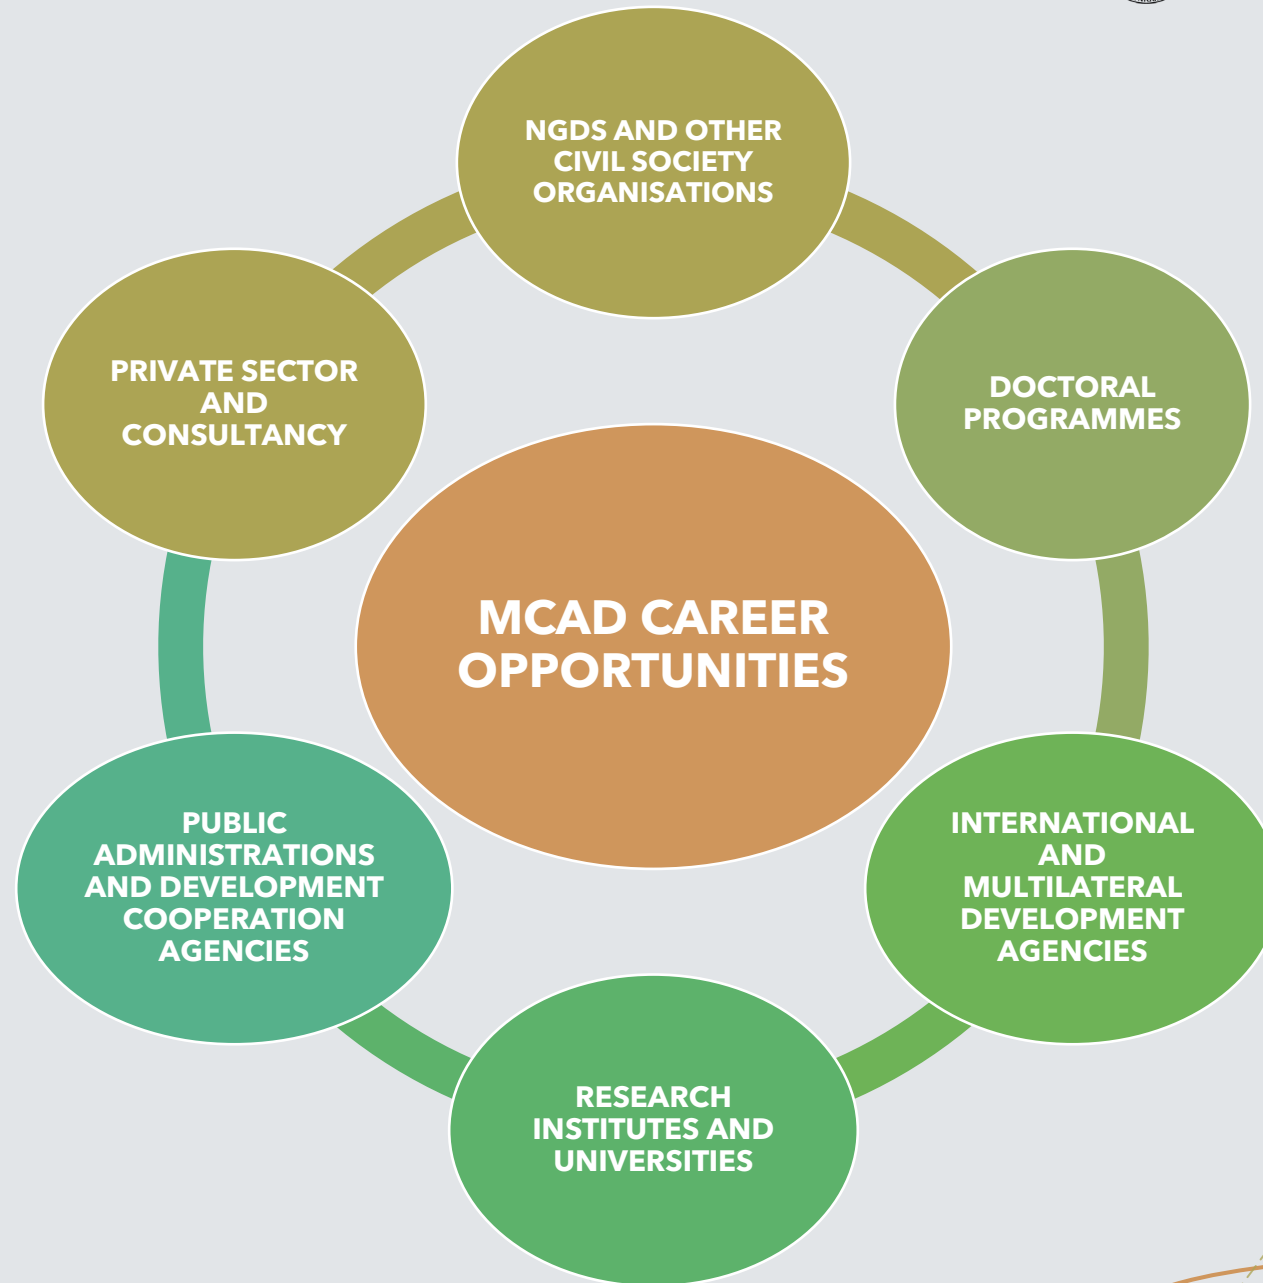 NGDS AND OTHER
CIVIL SOCIETY
ORGANISATIONS
PRIVATE SECTOR
AND
CONSULTANCY
DOCTORAL
PROGRAMMES
MCAD CAREER
OPPORTUNITIES
PUBLIC
ADMINISTRATIONS
AND DEVELOPMENT
COOPERATION
AGENCIES
INTERNATIONAL
AND
MULTILATERAL
DEVELOPMENT
AGENCIES
RESEARCH
INSTITUTES AND
UNIVERSITIES